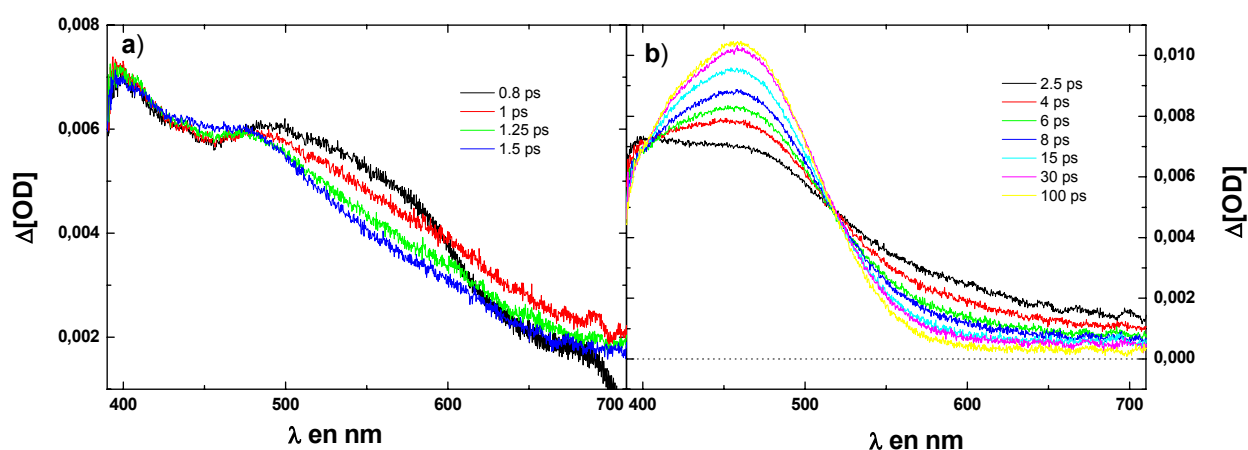 a)
Δ[OD]
0,008
0,006
0,004
0,002
0.8 ps
1 ps
1.25 ps
1.5 ps
400
500
600
700
λ en nm
b)
2.5 ps
4 ps
6 ps
8 ps
15 ps
30 ps
100 ps
0,010
0,008
0,006
0,004
0,002
0,000
Δ[OD]
400
500
600
700
λ en nm